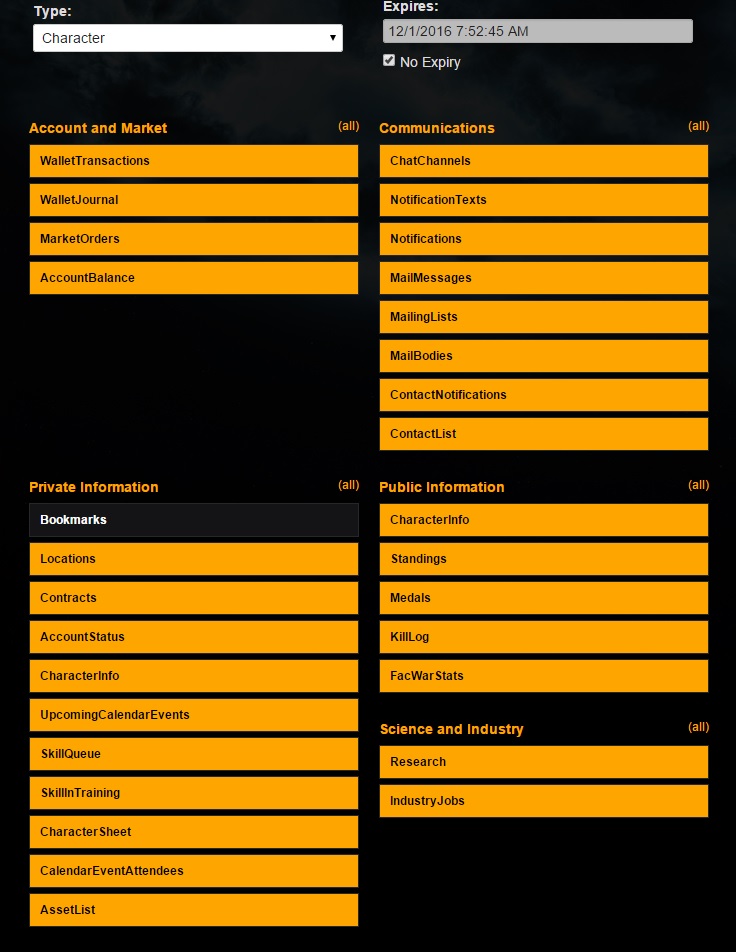 Type:
Character
Expires:
12/1/2016 7:52:45 AM
No Expiry
Account and Market (all)
WalletTransactions
WalletJournal
MarketOrders
AccountBalance
Communications (all)
ChatChannels
NotificationTexts
Notifications
MailMessages
MailingLists
MailBodies
ContactNotifications
ContactList
Private Information (all)
Bookmarks
Locations
Contracts
AccountStatus
CharacterInfo
UpcomingCalendarEvents
SkillQueue
SkillInTraining
CharacterSheet
CalendarEventAttendees
AssetList
Public Information (all)
CharacterInfo
Standings
Medals
KillLog
FacWarStats
Science and Industry (all)
Research
IndustryJobs